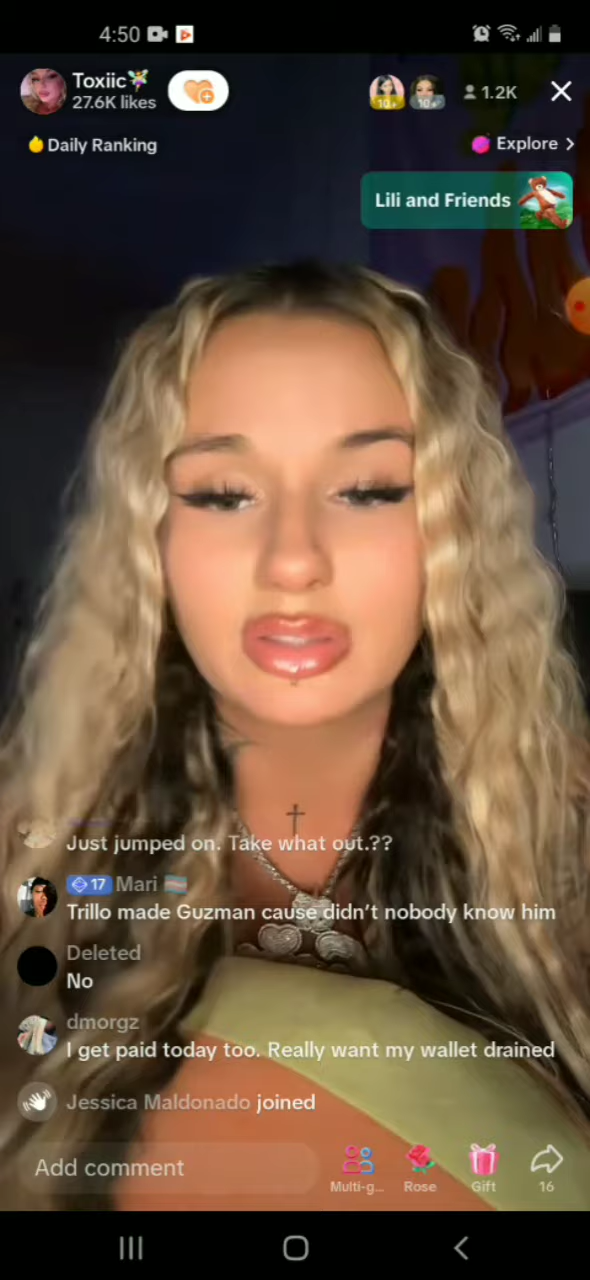 4:50
Toxiic🧚
27.6K likes
10+
10+
1.2K
Daily Ranking
Explore >
Lili and Friends
Just jumped on. Take what out.??
17 Mari
Trillo made Guzman cause didn't nobody know him
Deleted
No
dmorgz
I get paid today too. Really want my wallet drained
Jessica Maldonado joined
Add comment
Multi-g...
Rose
Gift
16